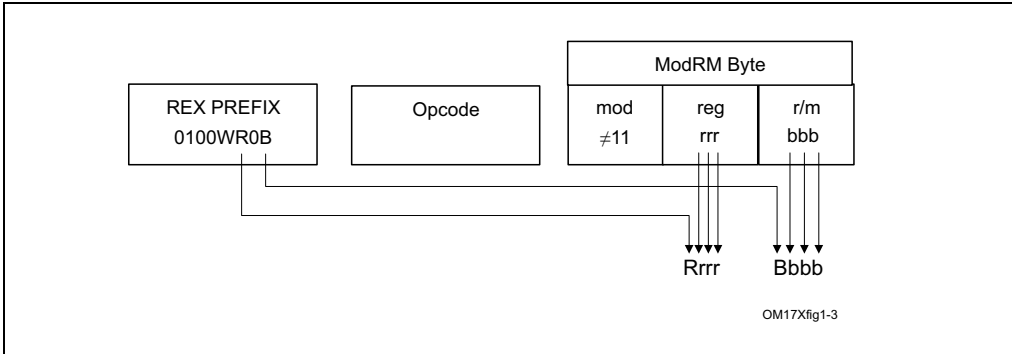 ModRM Byte
REX PREFIX
0100WR0B
Opcode
mod
≠11
reg
rrr
r/m
bbb
Rrrr
Bbbb
OM17Xfig1-3